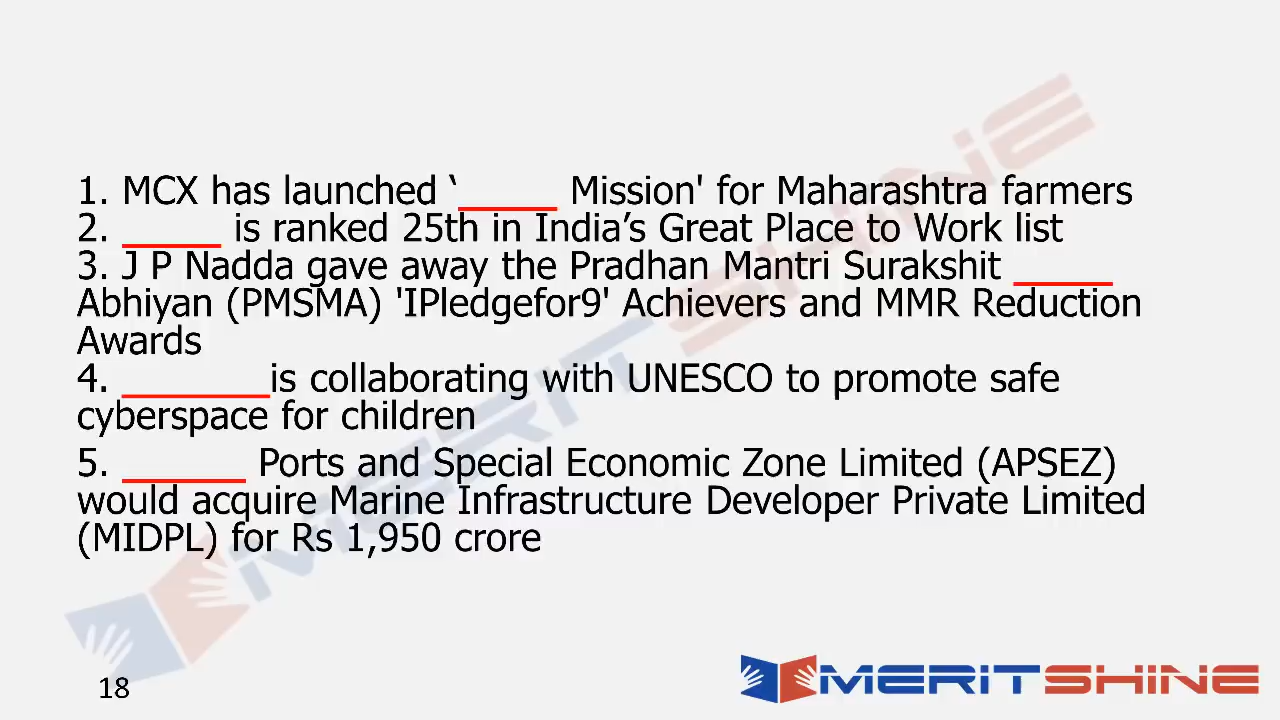 1. MCX has launched ‘_____ Mission' for Maharashtra farmers
2. _____ is ranked 25th in India’s Great Place to Work list
3. J P Nadda gave away the Pradhan Mantri Surakshit _____
Abhiyan (PMSMA) 'IPledgefor9' Achievers and MMR Reduction
Awards
4. _______is collaborating with UNESCO to promote safe
cyberspace for children
5. ______ Ports and Special Economic Zone Limited (APSEZ)
would acquire Marine Infrastructure Developer Private Limited
(MIDPL) for Rs 1,950 crore
MERITSHINE
18
MERITSHINE